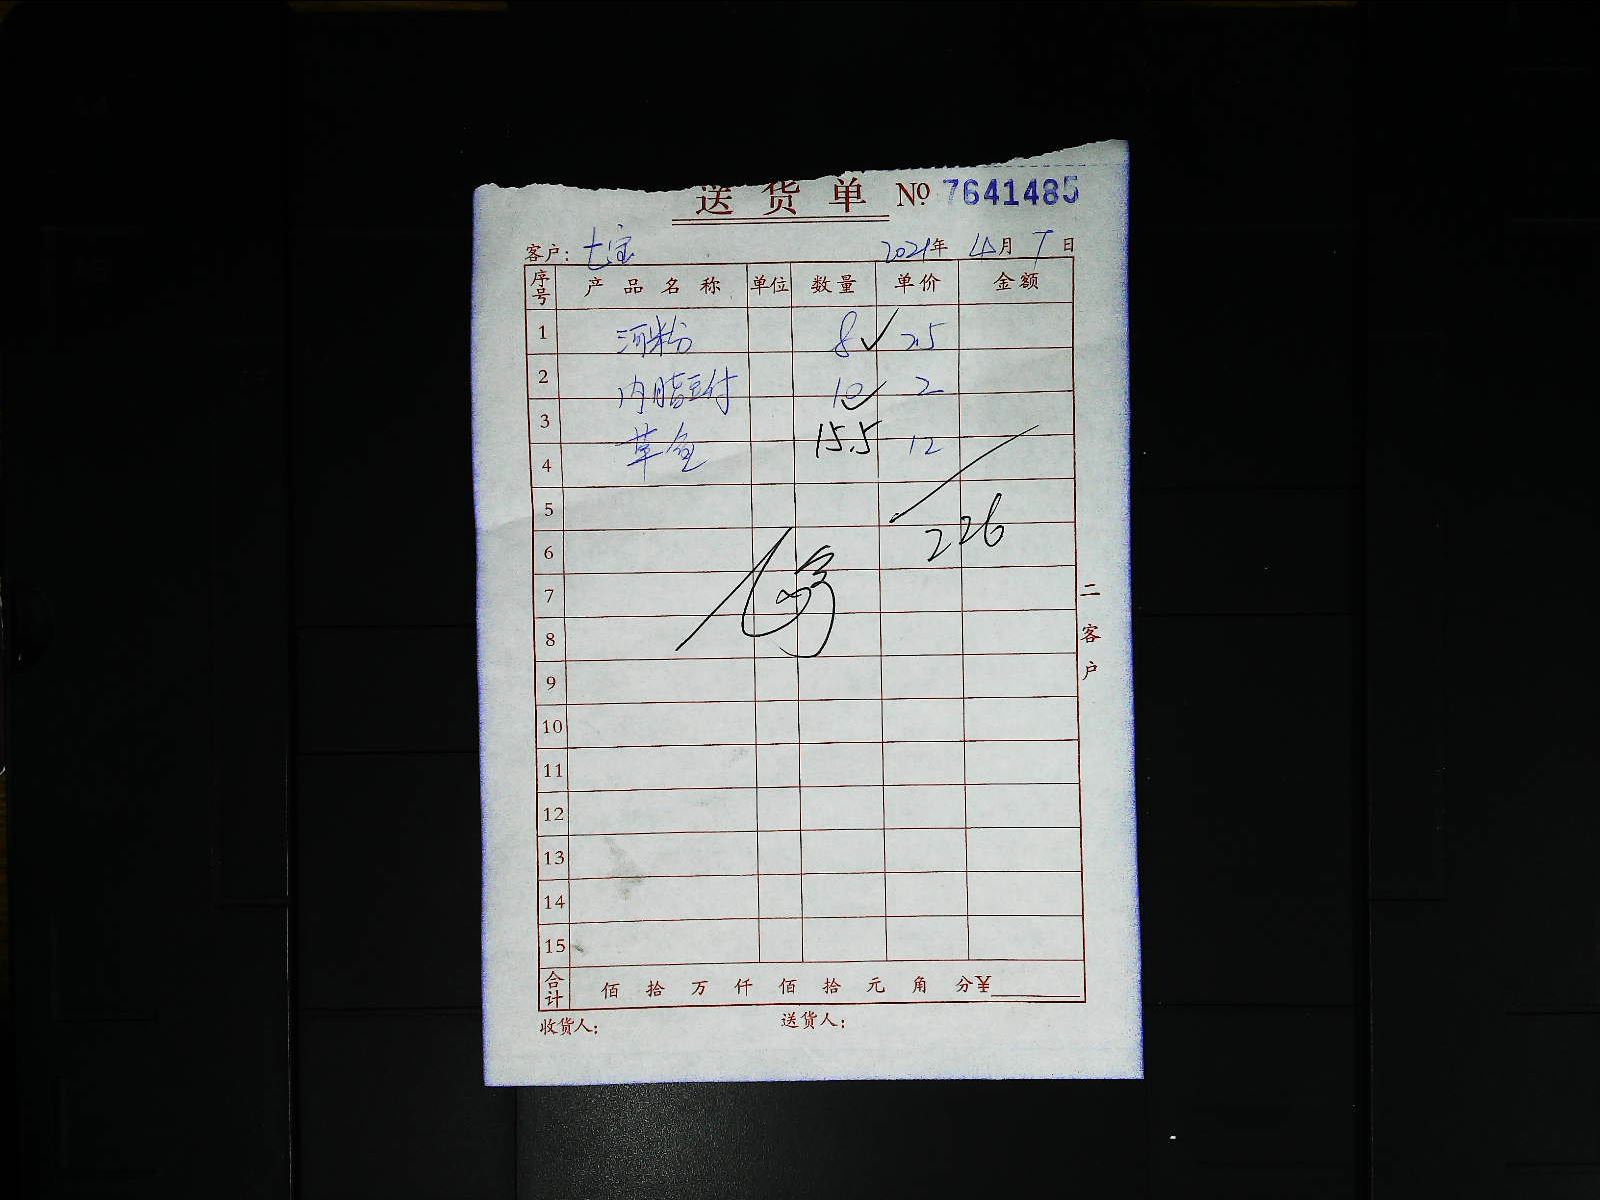 送货单 № 7641485
客户: 七宝 2021年 4月 7日
序号 产品名称 单位 数量 单价 金额
1 河粉 8 2.5
2 内脂豆付 10 2
3
4 草鱼 15.5 12
5
6 226
7
8
9
10
11
12
13
14
15
合计 佰 拾 万 仟 佰 拾 元 角 分 ¥
收货人: 送货人:
二客户